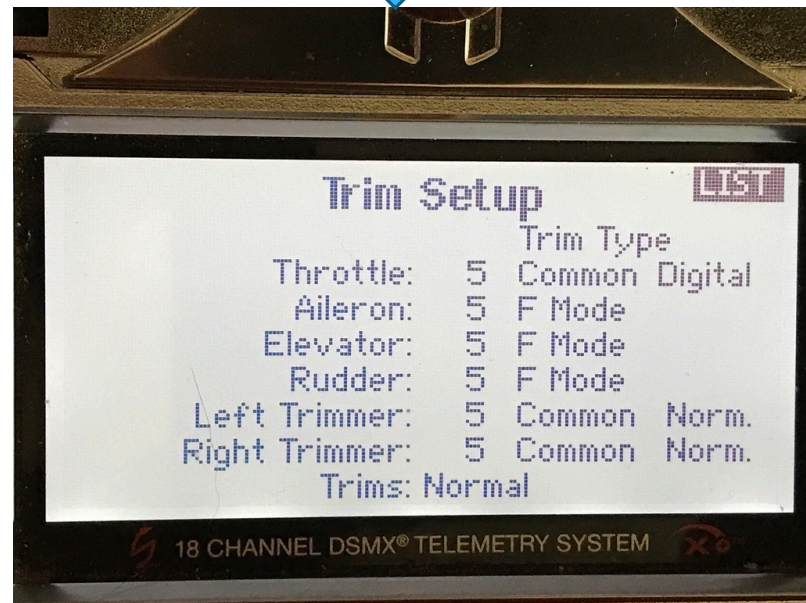 LIST
Trim Setup
Trim Type
Throttle: 5 Common Digital
Aileron: 5 F Mode
Elevator: 5 F Mode
Rudder: 5 F Mode
Left Trimmer: 5 Common Norm.
Right Trimmer: 5 Common Norm.
Trims: Normal
18 CHANNEL DSMX® TELEMETRY SYSTEM